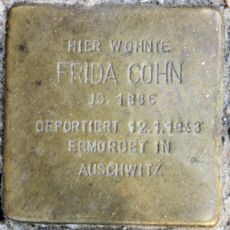 HIER WOHNTE
FRIDA COHN
JG. 1886
DEPORTIERT 12.1.1943
ERMORDET IN
AUSCHWITZ